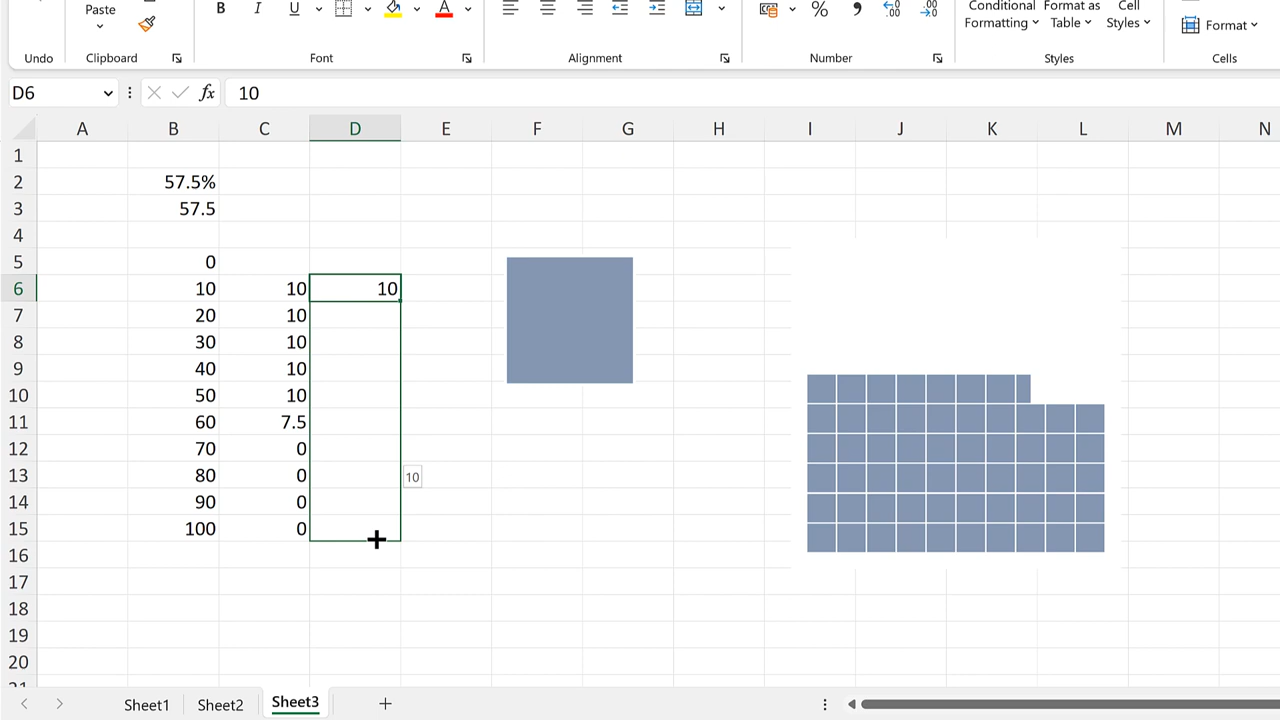 Paste
B I U A
% 9 .00 .00
Conditional Formatting
Format as Table
Cell Styles
Format
Undo Clipboard Font Alignment Number Styles Cells
D6 fx 10
A B C D E F G H I J K L M N
1
2 57.5%
3 57.5
4
5 0
6 10 10 10
7 20 10
8 30 10
9 40 10
10 50 10
11 60 7.5
12 70 0
13 80 0 10
14 90 0
15 100 0
16
17
18
19
20
Sheet1 Sheet2 Sheet3